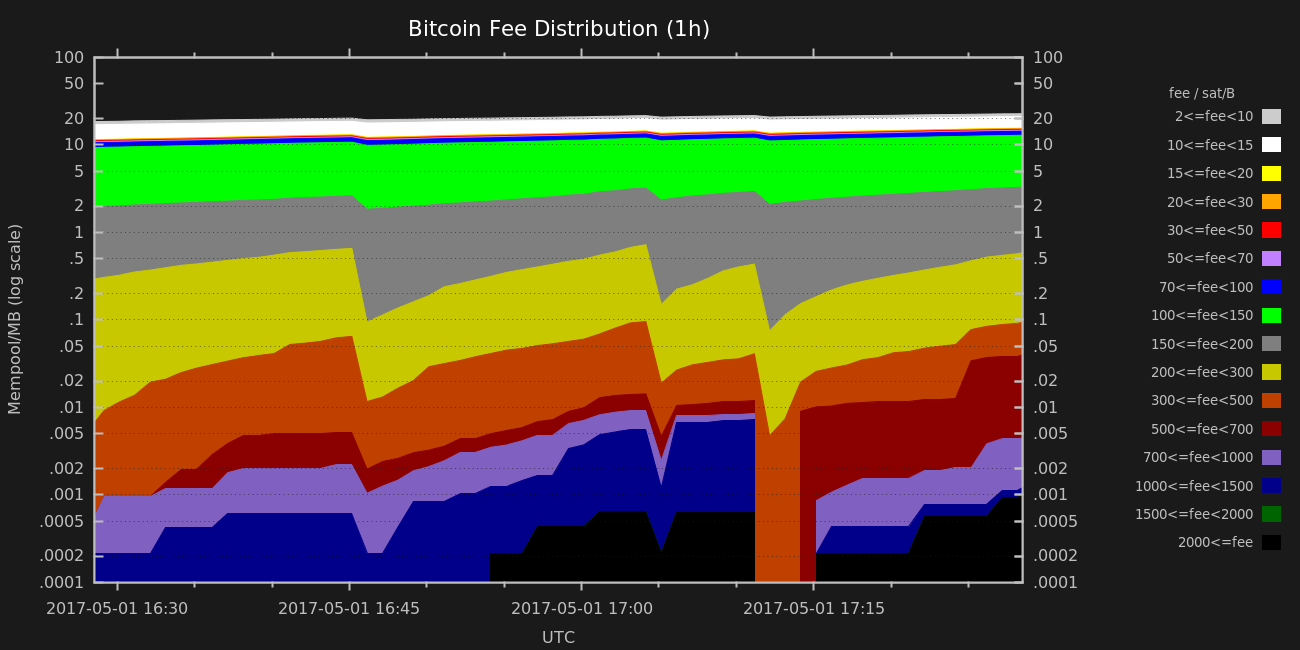 Bitcoin Fee Distribution (1h)
Mempool/MB (log scale)
100
50
20
10
5
2
1
.5
.2
.1
.05
.02
.01
.005
.002
.001
.0005
.0002
.0001
100
50
20
10
5
2
1
.5
.2
.1
.05
.02
.01
.005
.002
.001
.0005
.0002
.0001
fee / sat/B
2<=fee<10
10<=fee<15
15<=fee<20
20<=fee<30
30<=fee<50
50<=fee<70
70<=fee<100
100<=fee<150
150<=fee<200
200<=fee<300
300<=fee<500
500<=fee<700
700<=fee<1000
1000<=fee<1500
1500<=fee<2000
2000<=fee
2017-05-01 16:30
2017-05-01 16:45
2017-05-01 17:00
2017-05-01 17:15
UTC